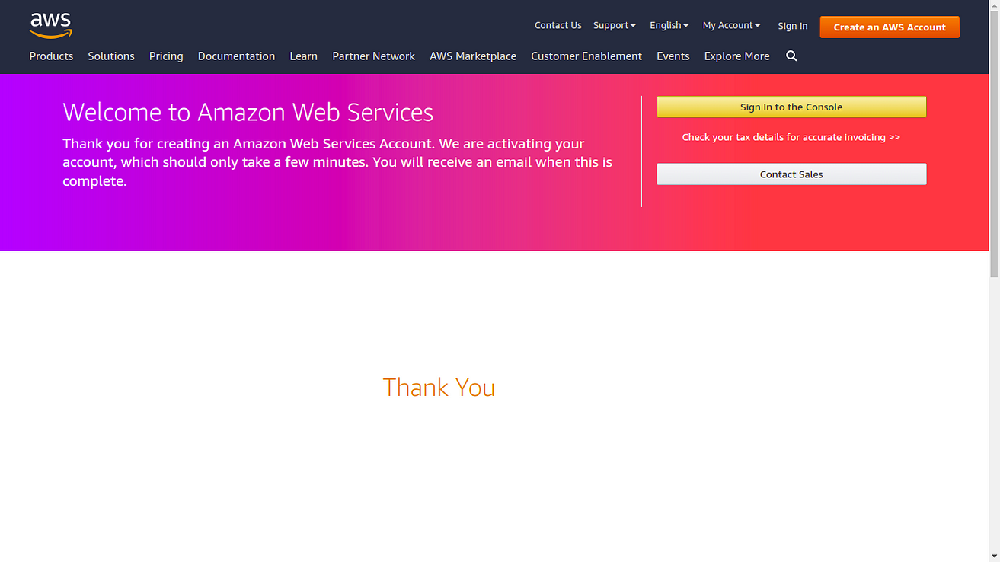 aws
Contact Us Support English My Account Sign In Create an AWS Account
Products Solutions Pricing Documentation Learn Partner Network AWS Marketplace Customer Enablement Events Explore More
Welcome to Amazon Web Services
Thank you for creating an Amazon Web Services Account. We are activating your
account, which should only take a few minutes. You will receive an email when this is
complete.
Sign In to the Console
Check your tax details for accurate Invoicing >>
Contact Sales
Thank You